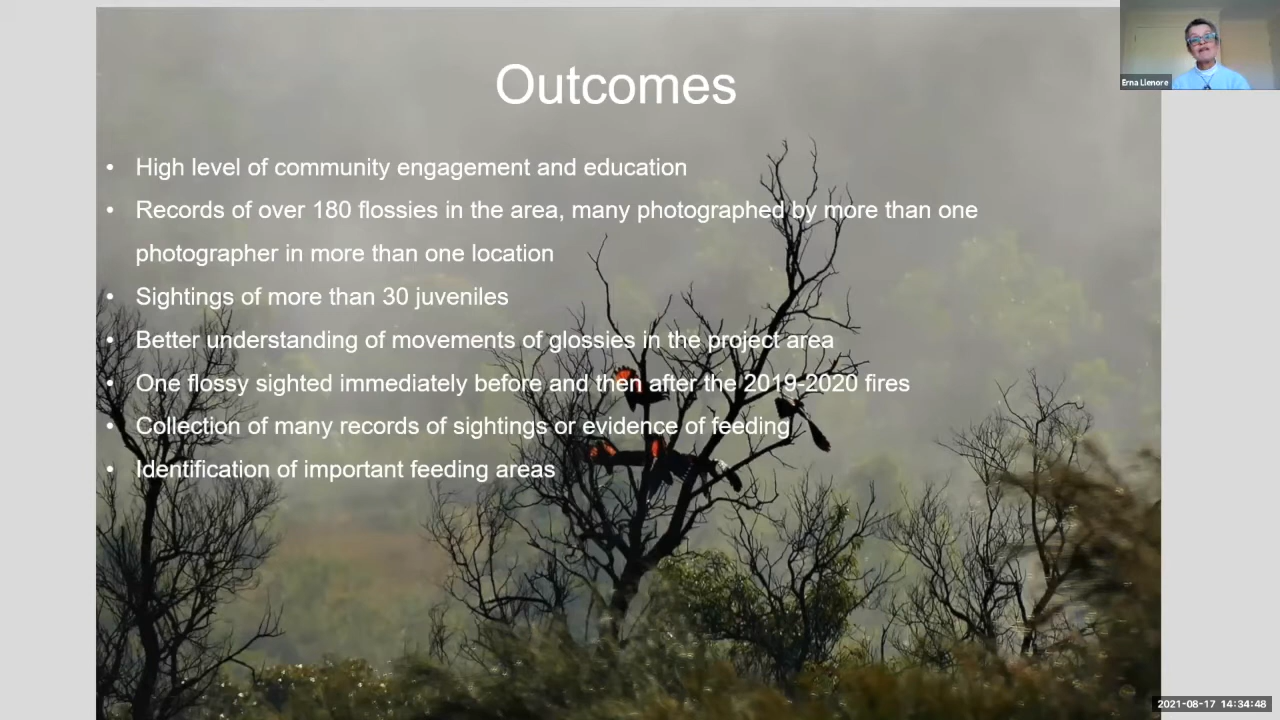 Outcomes
Erna Llenore
• High level of community engagement and education
• Records of over 180 flossies in the area, many photographed by more than one
photographer in more than one location
• Sightings of more than 30 juveniles
• Better understanding of movements of glossies in the project area
• One flossy sighted immediately before and then after the 2019-2020 fires
• Collection of many records of sightings or evidence of feeding
• Identification of important feeding areas
2021-08-17 14:34:48